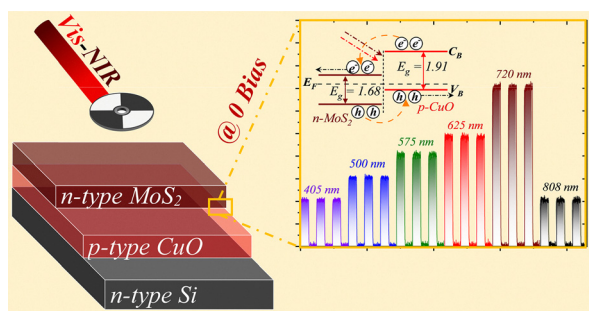 Vis-NIR
@ 0 Bias
n-type MoS2
p-type CuO
n-type Si
e- e-
CB
e- e-
Eg = 1.91
EF
Eg = 1.68
VB
h h
p-CuO
n-MoS2
h h
405 nm
500 nm
575 nm
625 nm
720 nm
808 nm